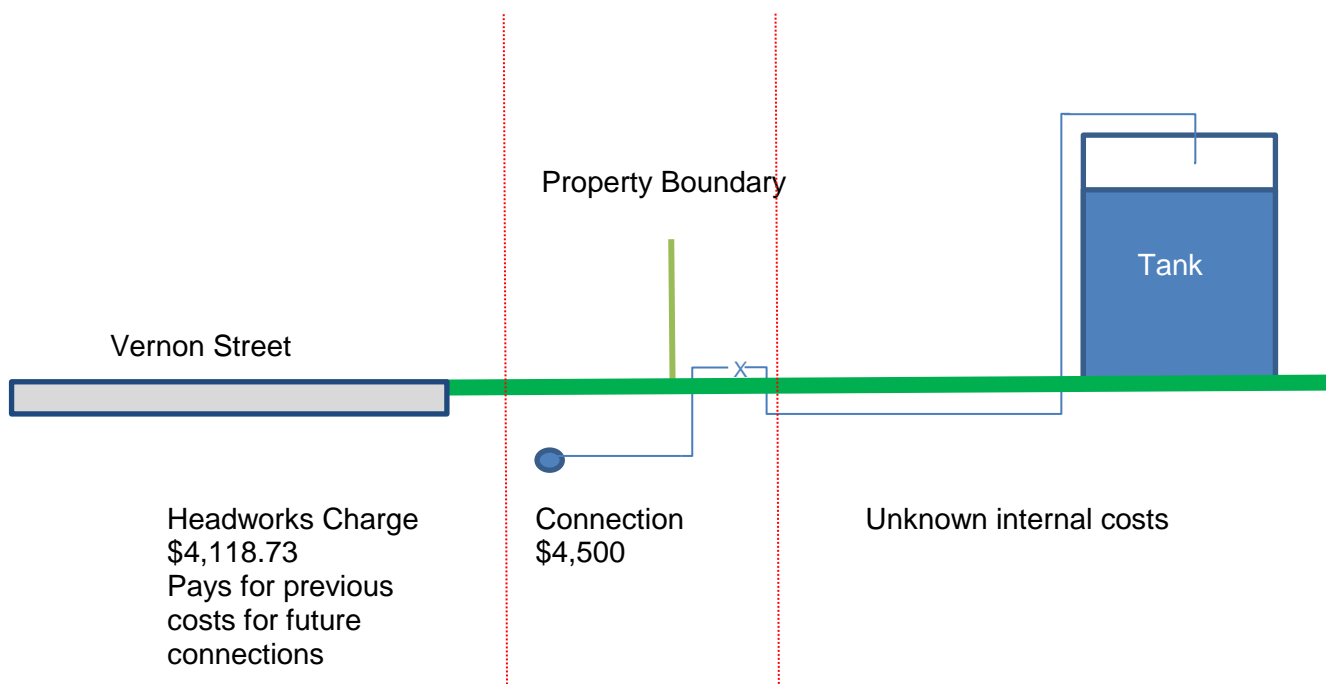 Property Boundary
Tank
Vernon Street
X
Headworks Charge
$4,118.73
Pays for previous
costs for future
connections
Connection
$4,500
Unknown internal costs